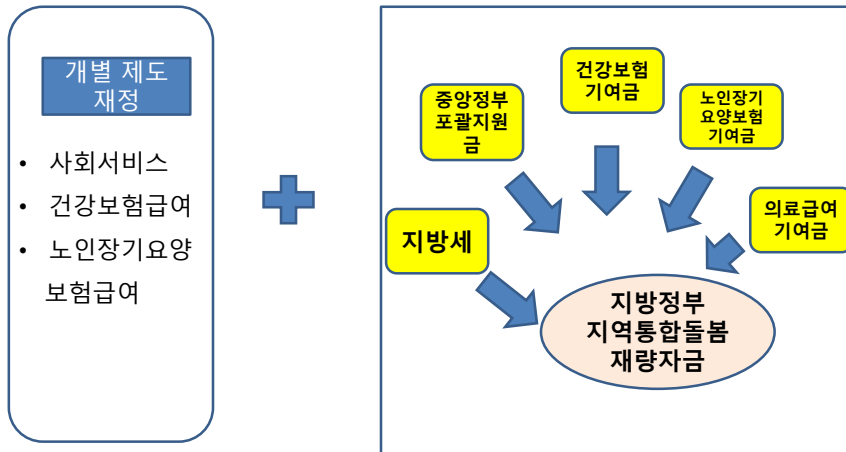 개별 제도
재정
• 사회서비스
• 건강보험급여
• 노인장기요양
보험급여
중앙정부
포괄지원
금
건강보험
기여금
노인장기
요양보험
기여금
지방세
의료급여
기여금
지방정부
지역통합돌봄
재량자금